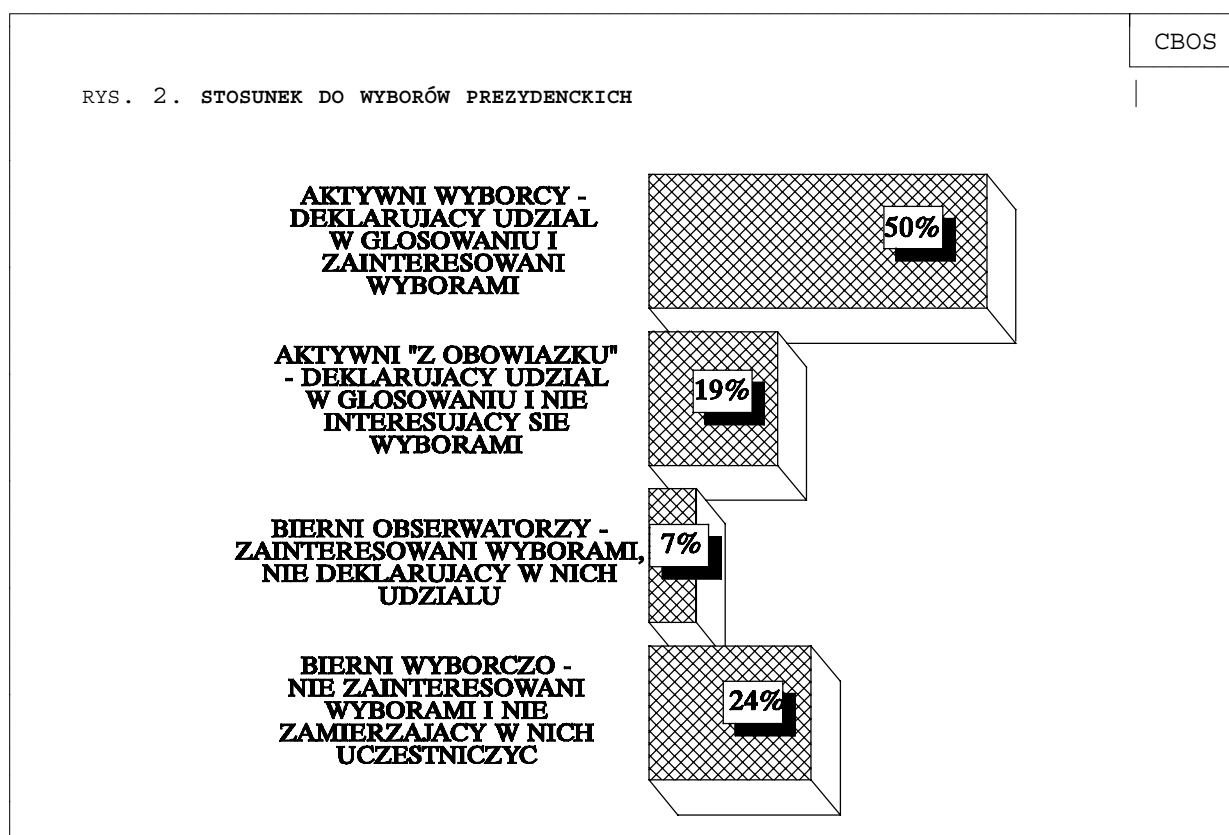 CBOS
RYS. 2. STOSUNEK DO WYBORÓW PREZYDENCKICH
AKTYWNI WYBORCY -
DEKLARUJACY UDZIAL
W GLOSOWANIU I
ZAINTERESOWANI
WYBORAMI
50%
AKTYWNI "Z OBOWIAZKU"
- DEKLARUJACY UDZIAL
W GLOSOWANIU I NIE
INTERESUJACY SIE
WYBORAMI
19%
BIERNI OBSERWATORZY -
ZAINTERESOWANI WYBORAMI,
NIE DEKLARUJACY W NICH
UDZIALU
7%
BIERNI WYBORCZO -
NIE ZAINTERESOWANI
WYBORAMI I NIE
ZAMIERZAJACY W NICH
UCZESTNICZYC
24%